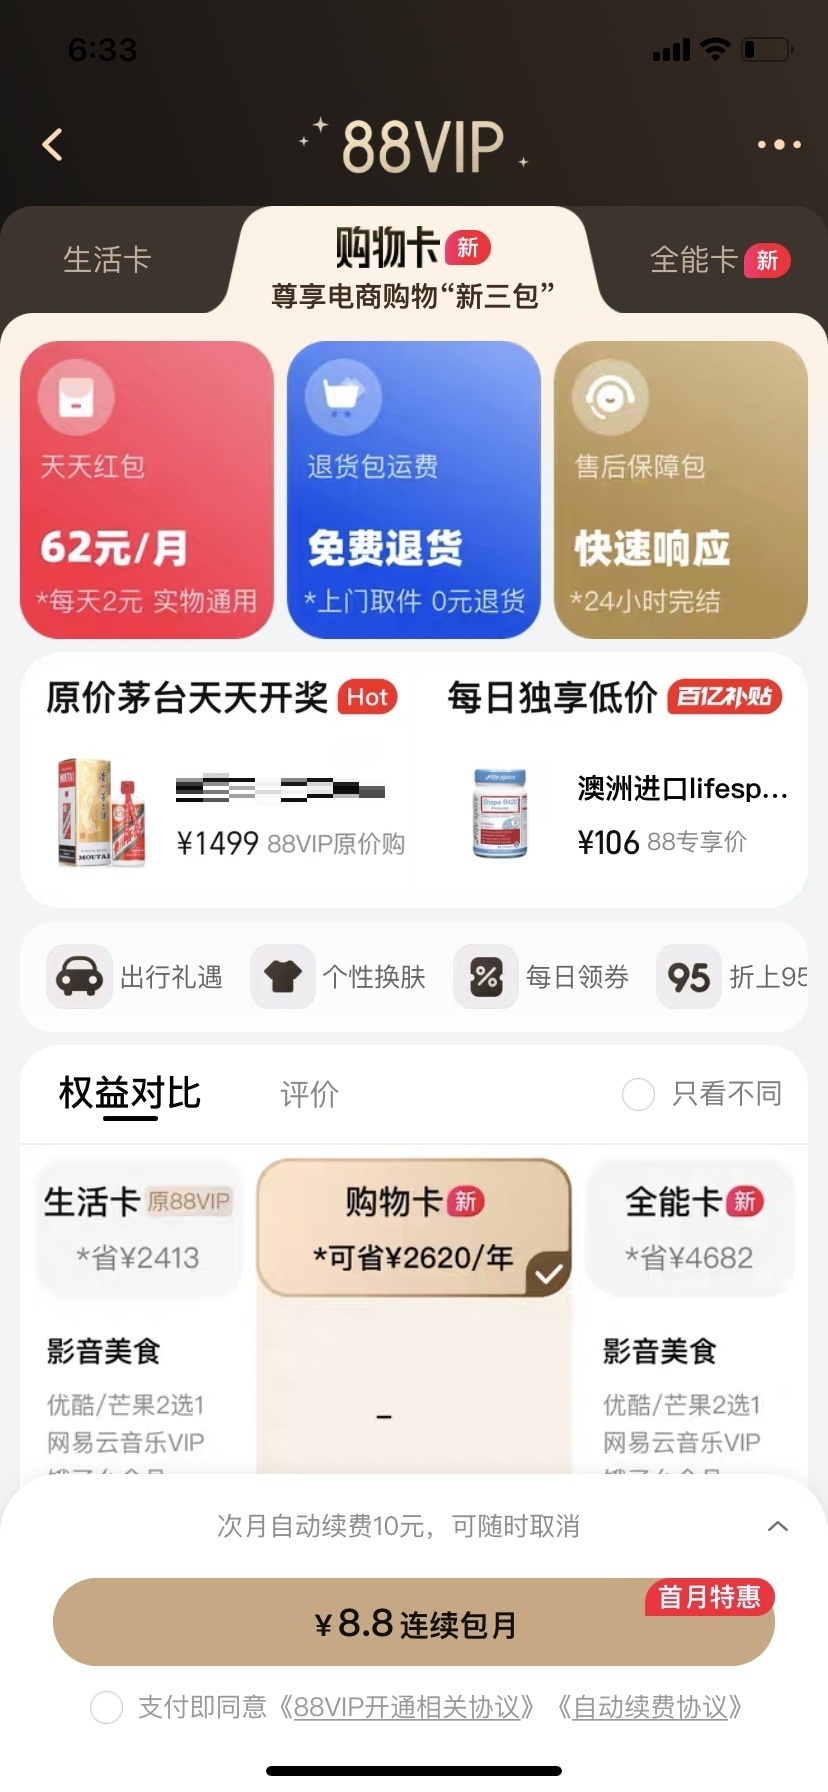 6:33
88VIP
生活卡
购物卡 新
全能卡 新
尊享电商购物“新三包”
天天红包
62元/月
*每天2元 实物通用
退货包运费
免费退货
*上门取件 0元退货
售后保障包
快速响应
*24小时完结
原价茅台天天开奖 Hot
MOUTAI
¥1499 88VIP原价购
每日独享低价 百亿补贴
澳洲进口lifesp...
¥106 88专享价
出行礼遇
个性换肤
每日领券
95 折上95
权益对比
评价
只看不同
生活卡 原88VIP
*省¥2413
购物卡 新
*可省¥2620/年
全能卡 新
*省¥4682
影音美食
优酷/芒果2选1
网易云音乐VIP
–
影音美食
优酷/芒果2选1
网易云音乐VIP
次月自动续费10元，可随时取消
首月特惠
¥8.8 连续包月
支付即同意《88VIP开通相关协议》《自动续费协议》